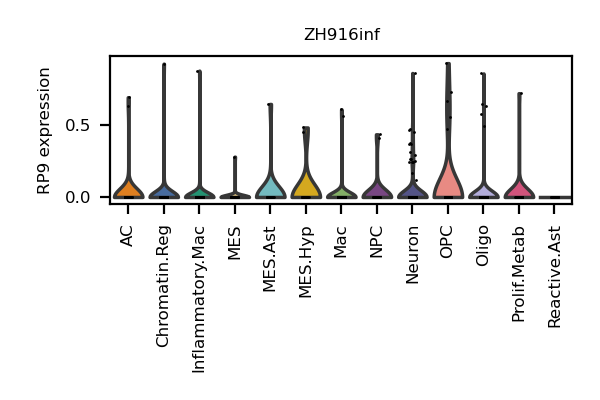 ZH916inf
RP9 expression
0.5
0.0
AC
Chromatin.Reg
Inflammatory.Mac
MES
MES.Ast
MES.Hyp
Mac
NPC
Neuron
OPC
Oligo
Prolif.Metab
Reactive.Ast